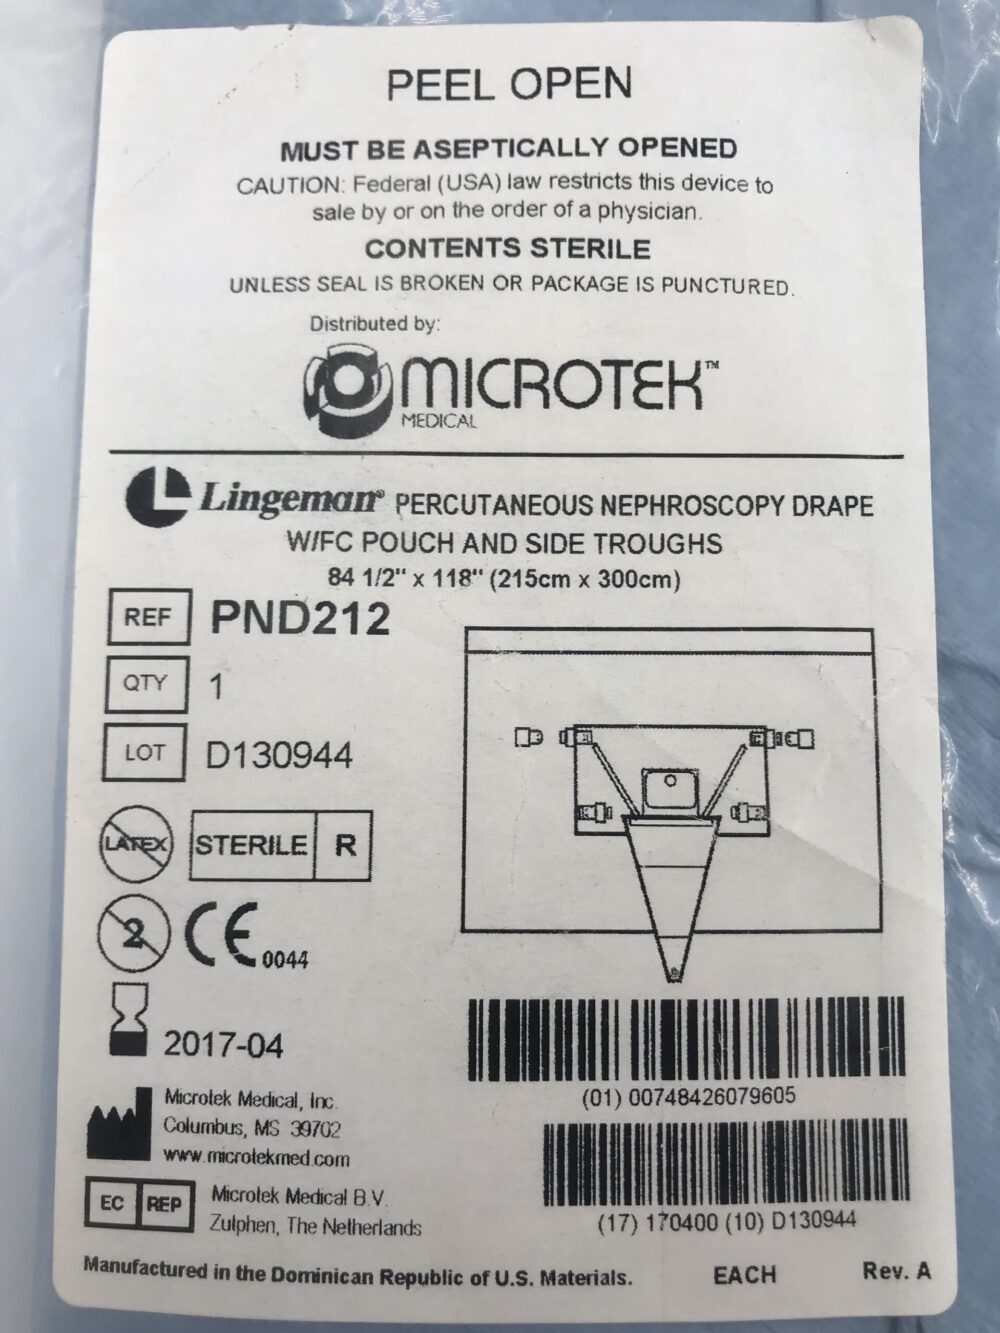 PEEL OPEN
MUST BE ASEPTICALLY OPENED
CAUTION: Federal (USA) law restricts this device to
sale by or on the order of a physician.
CONTENTS STERILE
UNLESS SEAL IS BROKEN OR PACKAGE IS PUNCTURED.
Distributed by:
MICROTEK™
MEDICAL
L Lingeman® PERCUTANEOUS NEPHROSCOPY DRAPE
W/FC POUCH AND SIDE TROUGHS
84 1/2" x 118" (215cm x 300cm)
REF PND212
QTY 1
LOT D130944
LATEX STERILE R
2 CE 0044
2017-04
(01) 00748426079605
Microtek Medical, Inc.
Columbus, MS 39702
www.microtekmed.com
EC REP Microtek Medical B.V.
Zutphen, The Netherlands
(17) 170400 (10) D130944
Manufactured in the Dominican Republic of U.S. Materials. EACH Rev. A